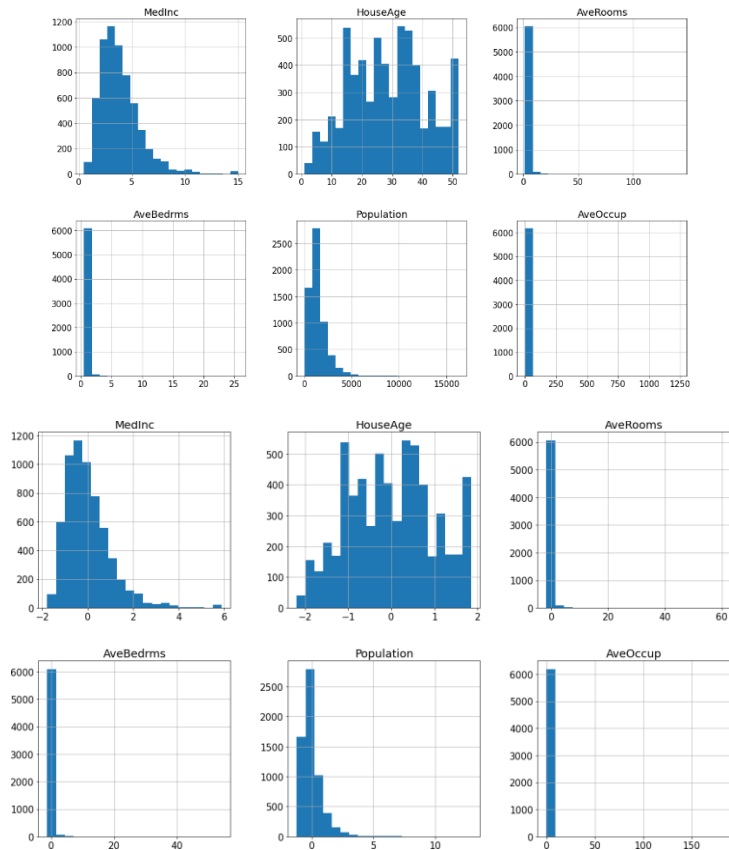 MedInc HouseAge AveRooms
1200 1000 800 600 400 200 0
0 5 10 15
500 400 300 200 100 0
0 10 20 30 40 50
6000 5000 4000 3000 2000 1000 0
0 50 100
AveBedrms Population AveOccup
6000 5000 4000 3000 2000 1000 0
0 5 10 15 20 25
2500 2000 1500 1000 500 0
0 5000 10000 15000
6000 5000 4000 3000 2000 1000 0
0 250 500 750 1000 1250
MedInc HouseAge AveRooms
1200 1000 800 600 400 200 0
−2 0 2 4 6
500 400 300 200 100 0
−2 −1 0 1 2
6000 5000 4000 3000 2000 1000 0
0 20 40 60
AveBedrms Population AveOccup
6000 5000 4000 3000 2000 1000 0
0 20 40
2500 2000 1500 1000 500 0
0 5 10
6000 5000 4000 3000 2000 1000 0
0 50 100 150